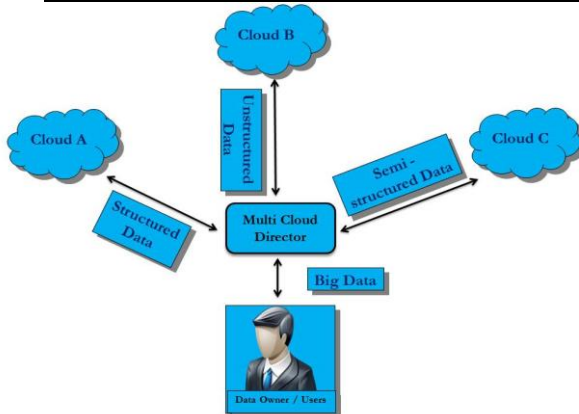 Cloud B
Cloud A
Unstructured
Data
Cloud C
Semi -
structured Data
Structured
Data
Multi Cloud
Director
Big Data
Data Owner / Users